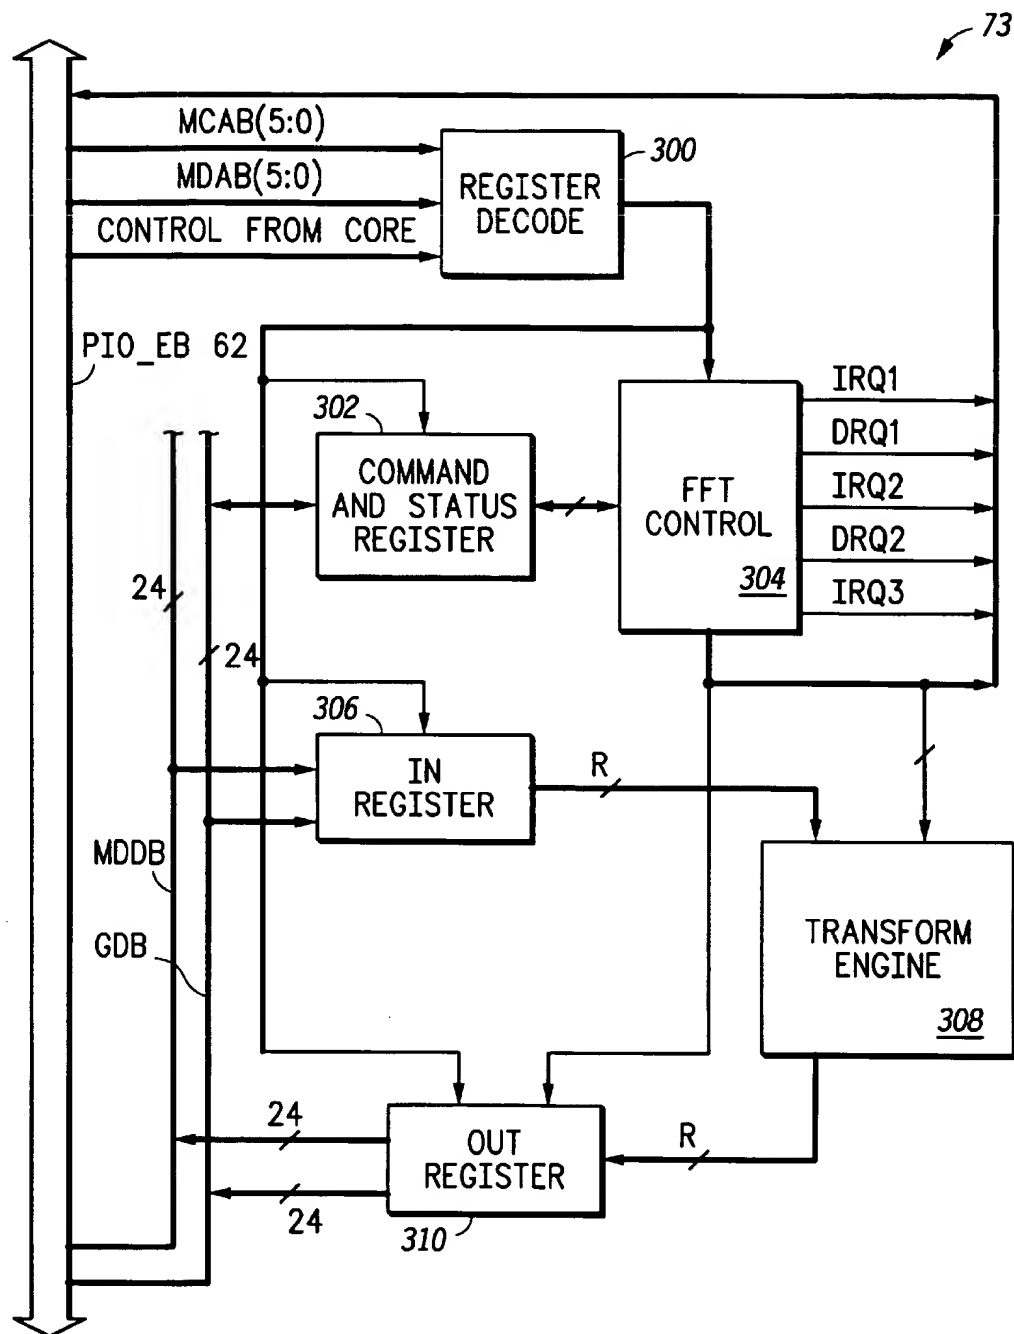 73
MCAB(5:0)
MDAB(5:0)
CONTROL FROM CORE
300
REGISTER
DECODE
PIO_EB 62
302
COMMAND
AND STATUS
REGISTER
FFT
CONTROL
304
IRQ1
DRQ1
IRQ2
DRQ2
IRQ3
24
24
306
IN
REGISTER
R
MDDB
GDB
TRANSFORM
ENGINE
308
24
OUT
REGISTER
R
24
310